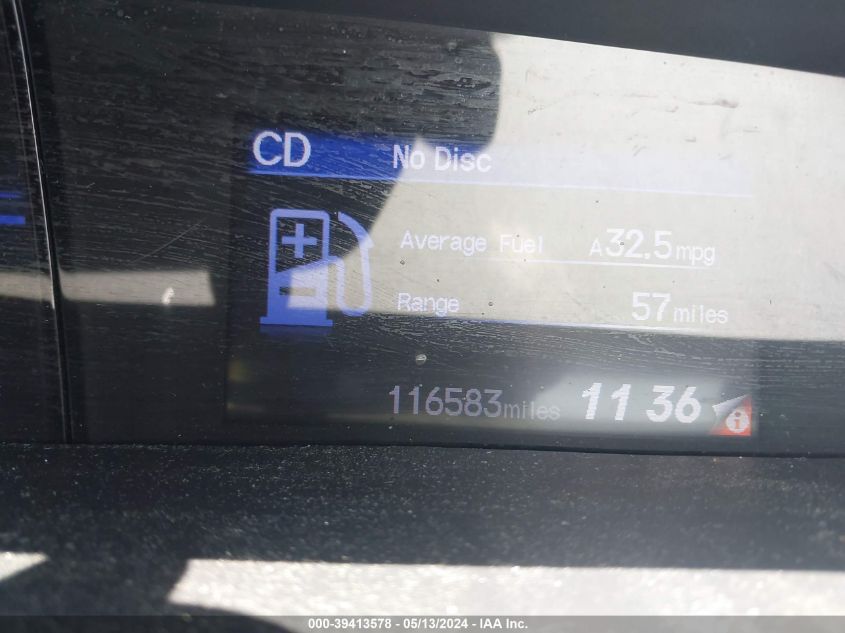 CD No Disc
Average Fuel A32.5mpg
Range 57miles
116583miles 11 36 i
000-39413578 - 05/13/2024 - IAA Inc.